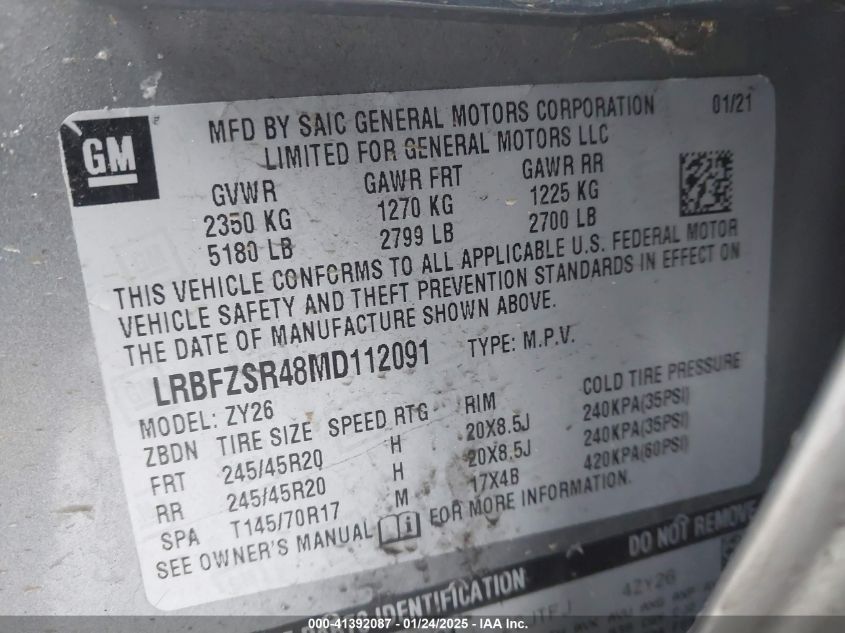 GM
MFD BY SAIC GENERAL MOTORS CORPORATION 01/21
LIMITED FOR GENERAL MOTORS LLC
GVWR GAWR FRT GAWR RR
2350 KG 1270 KG 1225 KG
5180 LB 2799 LB 2700 LB
THIS VEHICLE CONFORMS TO ALL APPLICABLE U.S. FEDERAL MOTOR
VEHICLE SAFETY AND THEFT PREVENTION STANDARDS IN EFFECT ON
THE DATE OF MANUFACTURE SHOWN ABOVE.
LRBFZSR48MD112091 TYPE: M.P.V.
MODEL: ZY26
ZBDN TIRE SIZE SPEED RTG RIM COLD TIRE PRESSURE
FRT 245/45R20 H 20X8.5J 240KPA(35PSI)
RR 245/45R20 H 20X8.5J 240KPA(35PSI)
SPA T145/70R17 M 17X4B 420KPA(60PSI)
SEE OWNER'S MANUAL FOR MORE INFORMATION.
PARTS IDENTIFICATION DO NOT REMOVE
4ZY26
000-41392087 - 01/24/2025 - IAAI Inc.